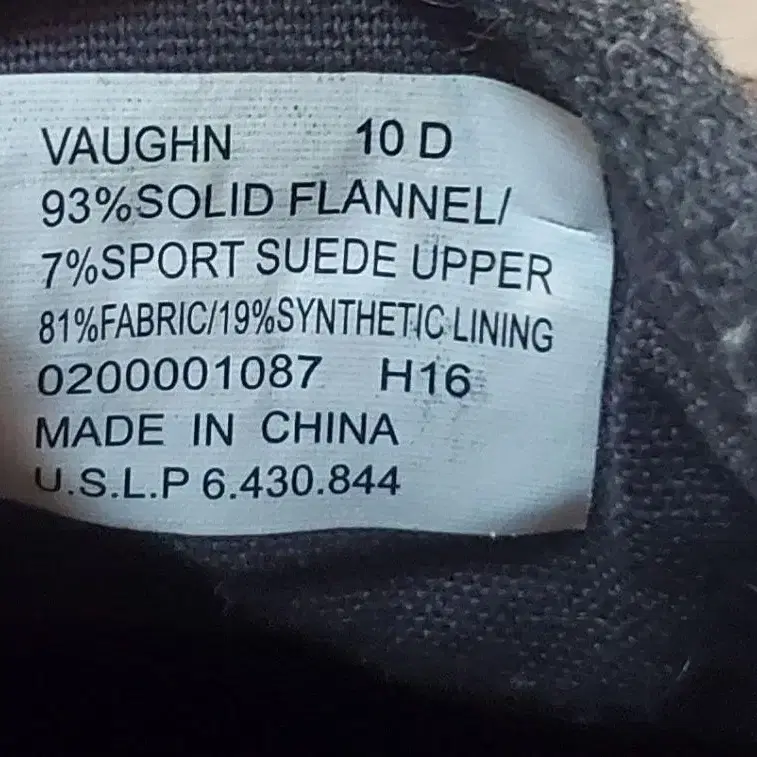 VAUGHN 10 D
93%SOLID FLANNEL/
7%SPORT SUEDE UPPER
81%FABRIC/19%SYNTHETIC LINING
0200001087 H16
MADE IN CHINA
U.S.L.P 6.430.844